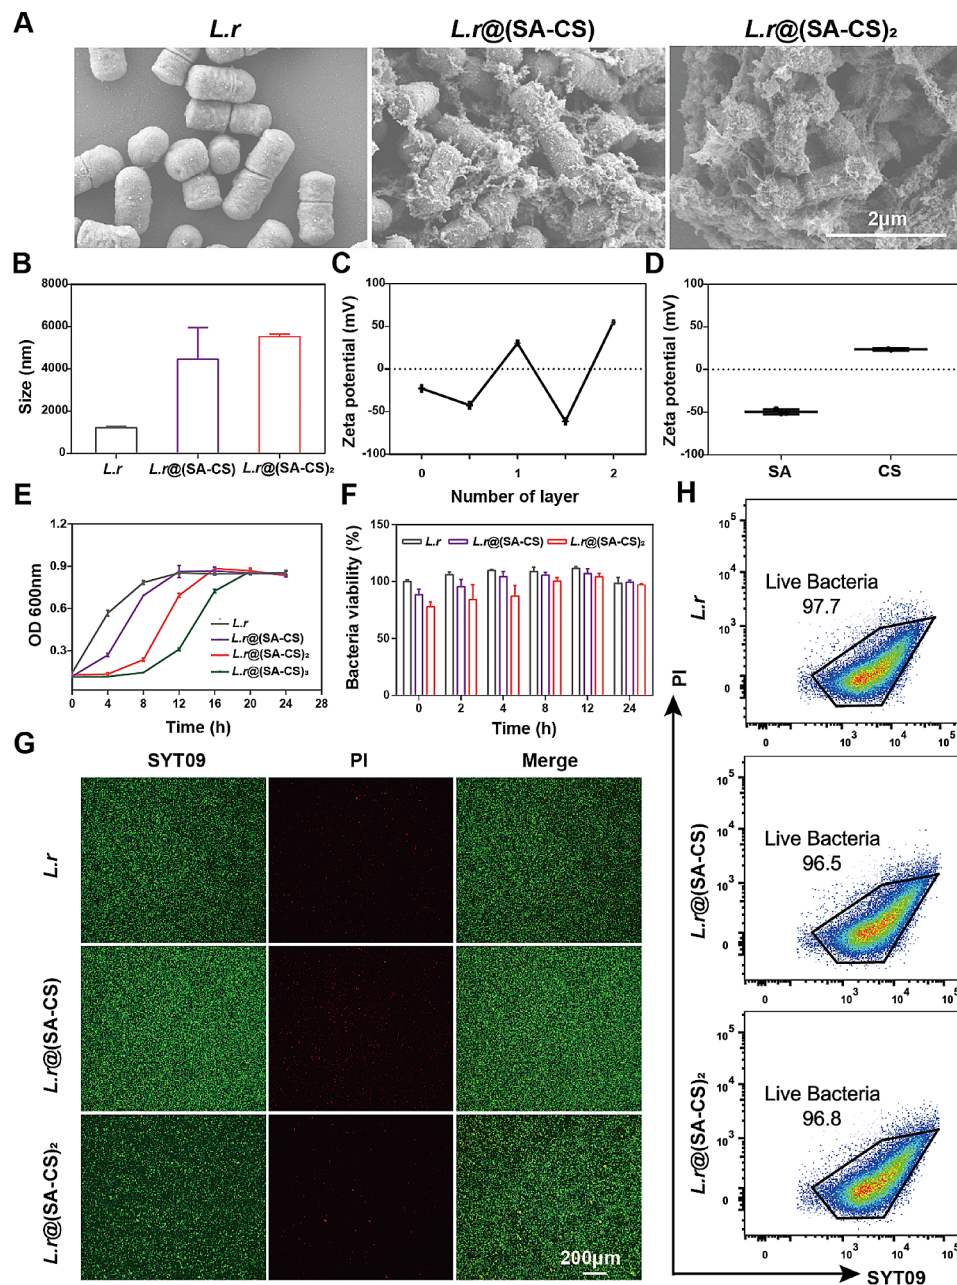 A
L.r
L.r@(SA-CS)
L.r@(SA-CS)₂
2μm
B
Size (nm)
8000
6000
4000
2000
0
L.r
L.r@(SA-CS)
L.r@(SA-CS)₂
C
Zeta potential (mV)
100
50
0
-50
-100
0
1
2
Number of layer
D
Zeta potential (mV)
100
50
0
-50
-100
SA
CS
E
OD 600nm
1.2
0.9
0.6
0.3
L.r
L.r@(SA-CS)
L.r@(SA-CS)₂
L.r@(SA-CS)₃
0 4 8 12 16 20 24 28
Time (h)
F
Bacteria viability (%)
150
100
50
0
L.r
L.r@(SA-CS)
L.r@(SA-CS)₂
0 2 4 8 12 24
Time (h)
G
SYT09
PI
Merge
L.r
L.r@(SA-CS)
L.r@(SA-CS)₂
200μm
H
PI
L.r
10⁵
10⁴
10³
0
Live Bacteria
97.7
0 10³ 10⁴ 10⁵
L.r@(SA-CS)
10⁵
10⁴
10³
0
Live Bacteria
96.5
0 10³ 10⁴ 10⁵
L.r@(SA-CS)₂
10⁵
10⁴
10³
0
Live Bacteria
96.8
0 10³ 10⁴ 10⁵
SYT09